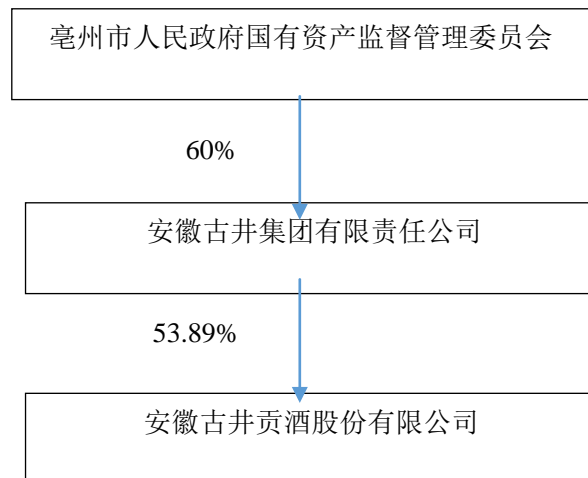 亳州市人民政府国有资产监督管理委员会
60%
安徽古井集团有限责任公司
53.89%
安徽古井贡酒股份有限公司